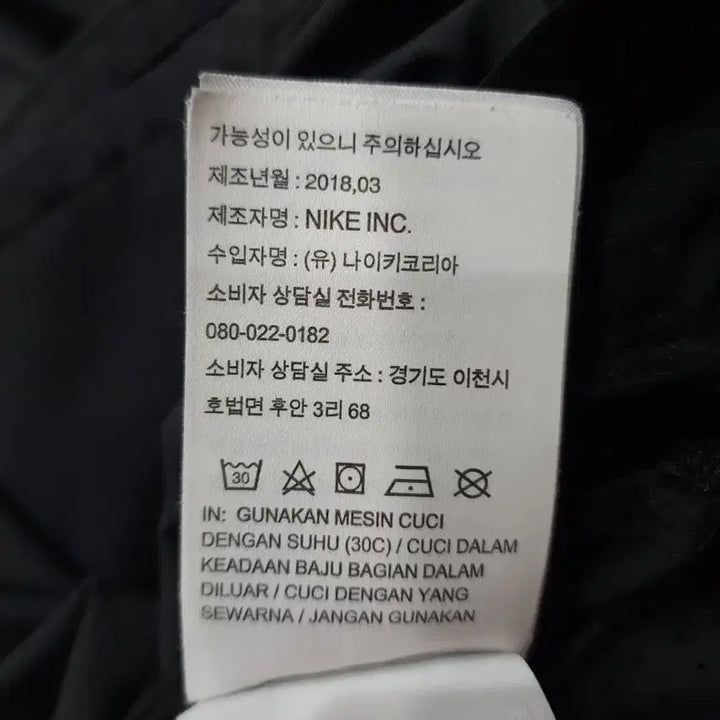 가능성이 있으니 주의하십시오
제조년월 : 2018,03
제조자명 : NIKE INC.
수입자명 : (유) 나이키코리아
소비자 상담실 전화번호 :
080-022-0182
소비자 상담실 주소 : 경기도 이천시
호법면 후안 3리 68
30
IN: GUNAKAN MESIN CUCI
DENGAN SUHU (30C) / CUCI DALAM
KEADAAN BAJU BAGIAN DALAM
DILUAR / CUCI DENGAN YANG
SEWARNA / JANGAN GUNAKAN